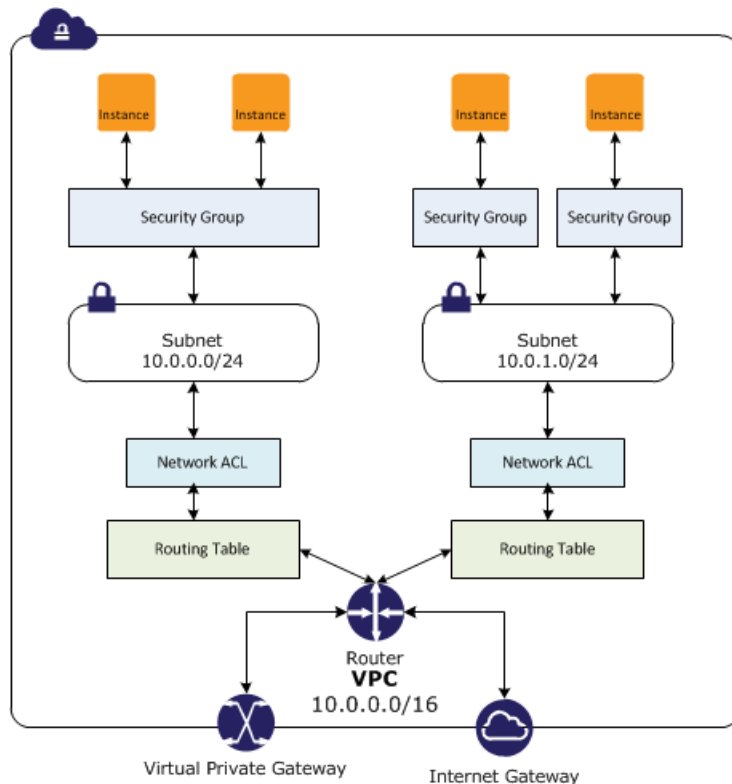 Instance
Instance
Instance
Instance
Security Group
Security Group
Security Group
Subnet
10.0.0.0/24
Subnet
10.0.1.0/24
Network ACL
Network ACL
Routing Table
Routing Table
Router
VPC
10.0.0.0/16
Virtual Private Gateway
Internet Gateway